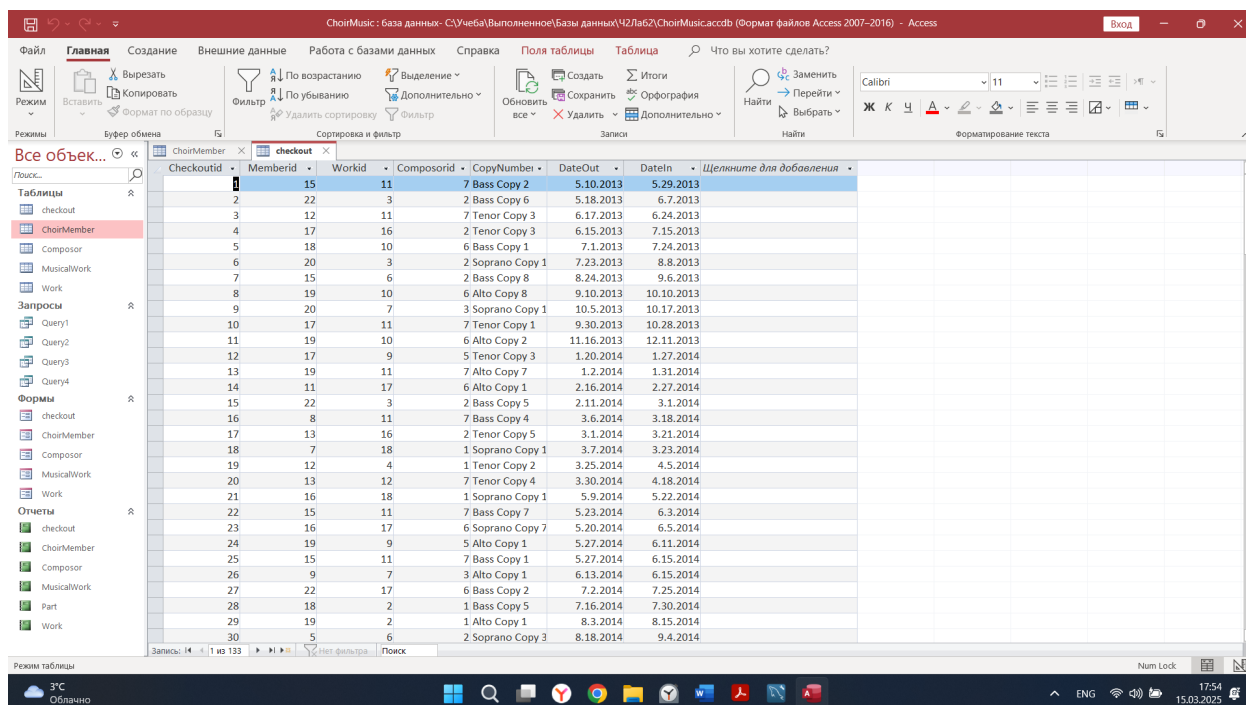 ChoirMusic : база данных- C:\Учеба\Выполненное\Базы данных\Ч2Ла62\ChoirMusic.accdb (Формат файлов Access 2007–2016) - Access
Вход
Файл Главная Создание Внешние данные Работа с базами данных Справка Поля таблицы Таблица Что вы хотите сделать?
Режим
Вставить
Вырезать
Копировать
Формат по образцу
Фильтр
По возрастанию
По убыванию
Удалить сортировку
Выделение
Дополнительно
Фильтр
Обновить все
Создать
Сохранить
Удалить
Итоги
Орфография
Дополнительно
Найти
Заменить
Перейти
Выбрать
Calibri 11
Ж К Ч А
Режимы Буфер обмена Сортировка и фильтр Записи Найти Форматирование текста
Все объек...
Поиск...
Таблицы
checkout
ChoirMember
Composor
MusicalWork
Work
Запросы
Query1
Query2
Query3
Query4
Формы
checkout
ChoirMember
Composor
MusicalWork
Work
Отчеты
checkout
ChoirMember
Composor
MusicalWork
Part
Work
ChoirMember checkout
Checkoutid Memberid Workid Composorid CopyNumber DateOut DateIn Щелкните для добавления
1 15 11 7 Bass Copy 2 5.10.2013 5.29.2013
2 22 3 2 Bass Copy 6 5.18.2013 6.7.2013
3 12 11 7 Tenor Copy 3 6.17.2013 6.24.2013
4 17 16 2 Tenor Copy 3 6.15.2013 7.15.2013
5 18 10 6 Bass Copy 1 7.1.2013 7.24.2013
6 20 3 2 Soprano Copy 1 7.23.2013 8.8.2013
7 15 6 2 Bass Copy 8 8.24.2013 9.6.2013
8 19 10 6 Alto Copy 8 9.10.2013 10.10.2013
9 20 7 3 Soprano Copy 1 10.5.2013 10.17.2013
10 17 11 7 Tenor Copy 1 9.30.2013 10.28.2013
11 19 10 6 Alto Copy 2 11.16.2013 12.11.2013
12 17 9 5 Tenor Copy 3 1.20.2014 1.27.2014
13 19 11 7 Alto Copy 7 1.2.2014 1.31.2014
14 11 17 6 Alto Copy 1 2.16.2014 2.27.2014
15 22 3 2 Bass Copy 5 2.11.2014 3.1.2014
16 8 11 7 Bass Copy 4 3.6.2014 3.18.2014
17 13 16 2 Tenor Copy 5 3.1.2014 3.21.2014
18 7 18 1 Soprano Copy 1 3.7.2014 3.23.2014
19 12 4 1 Tenor Copy 2 3.25.2014 4.5.2014
20 13 12 7 Tenor Copy 4 3.30.2014 4.18.2014
21 16 18 1 Soprano Copy 1 5.9.2014 5.22.2014
22 15 11 7 Bass Copy 7 5.23.2014 6.3.2014
23 16 17 6 Soprano Copy 7 5.20.2014 6.5.2014
24 19 9 5 Alto Copy 1 5.27.2014 6.11.2014
25 15 11 7 Bass Copy 1 5.27.2014 6.15.2014
26 9 7 3 Alto Copy 1 6.13.2014 6.15.2014
27 22 17 6 Bass Copy 2 7.2.2014 7.25.2014
28 18 2 1 Bass Copy 5 7.16.2014 7.30.2014
29 19 2 1 Alto Copy 1 8.3.2014 8.15.2014
30 5 6 2 Soprano Copy 3 8.18.2014 9.4.2014
Запись: 1 из 133 Нет фильтра Поиск
Режим таблицы Num Lock
3°C
Облачно
ENG
17:54
15.03.2025